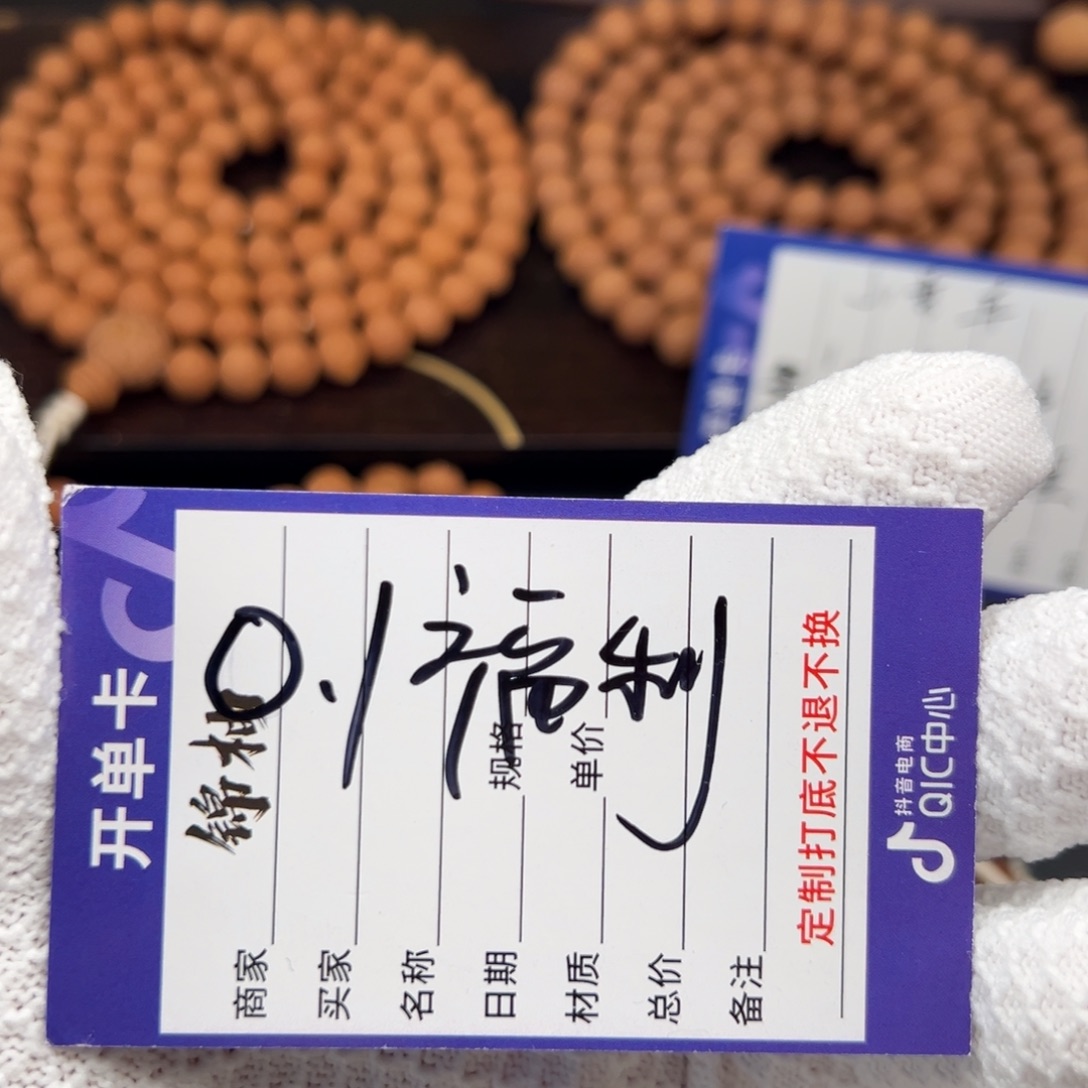 开单卡
商家 锦柚
买家
名称
日期 规格
材质 单价
总价
备注
定制打底不退不换
抖音电商
QIC中心
0.1福